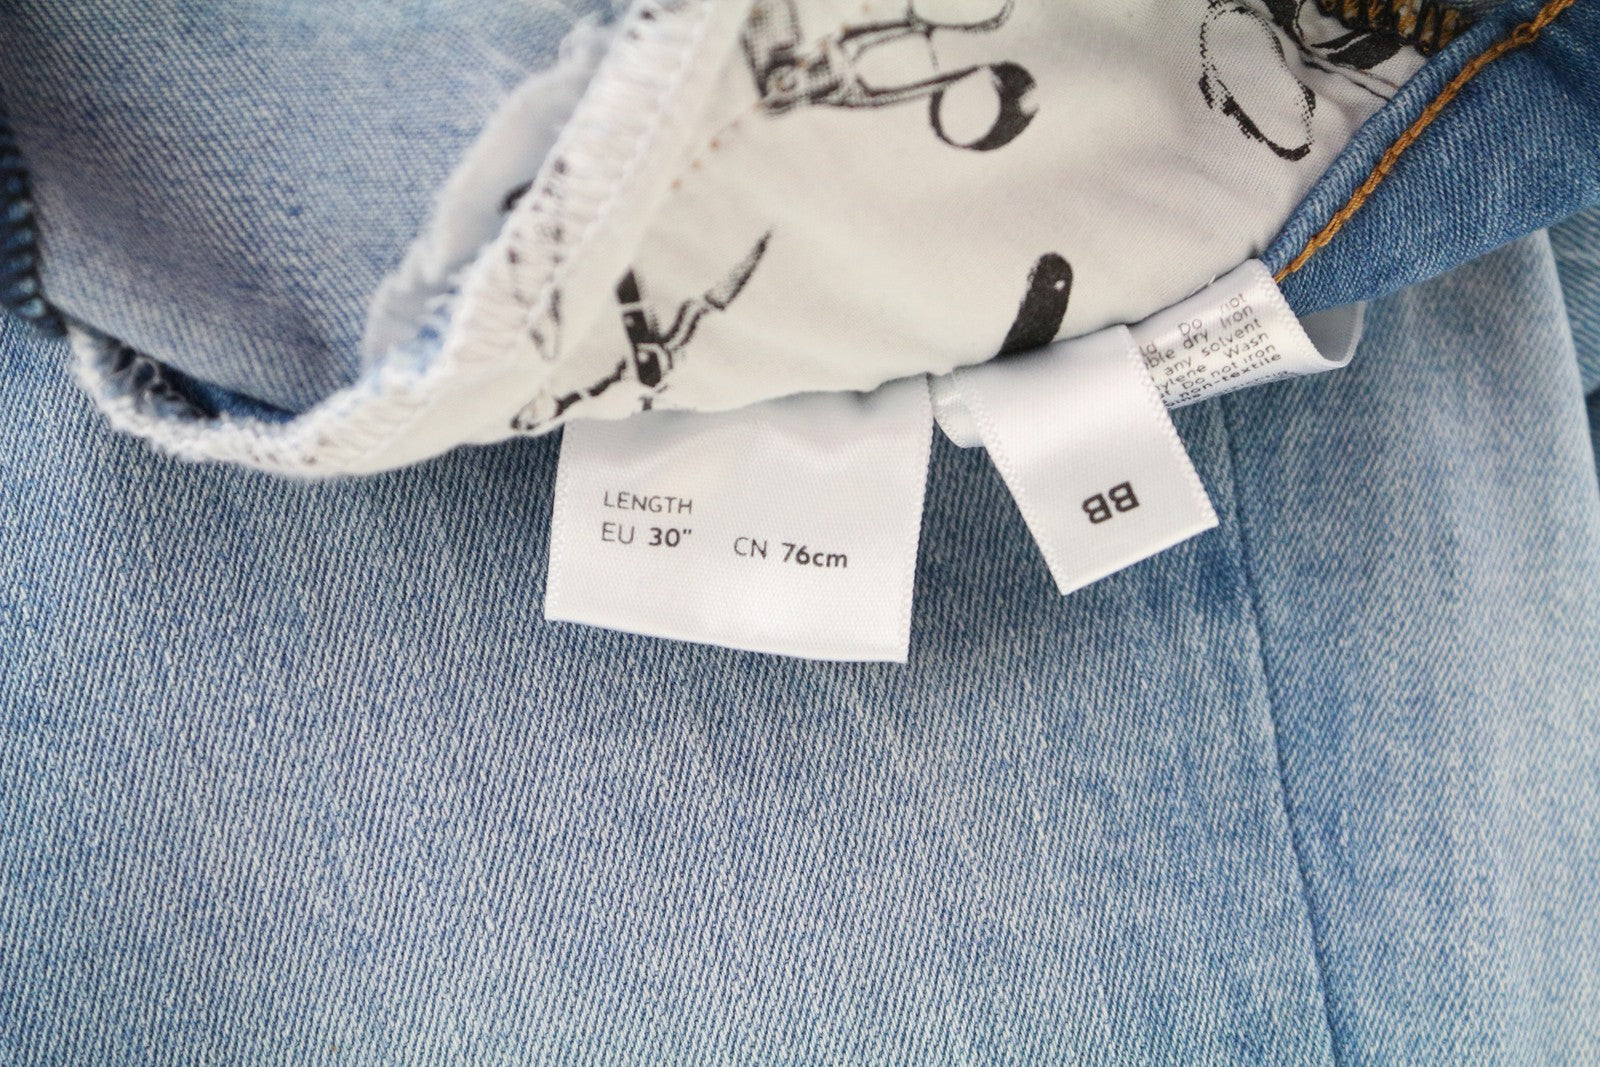 LENGTH
EU 30" CN 76cm
BB
Do not
dry iron
any solvent
Wash
Do not iron
non-textile